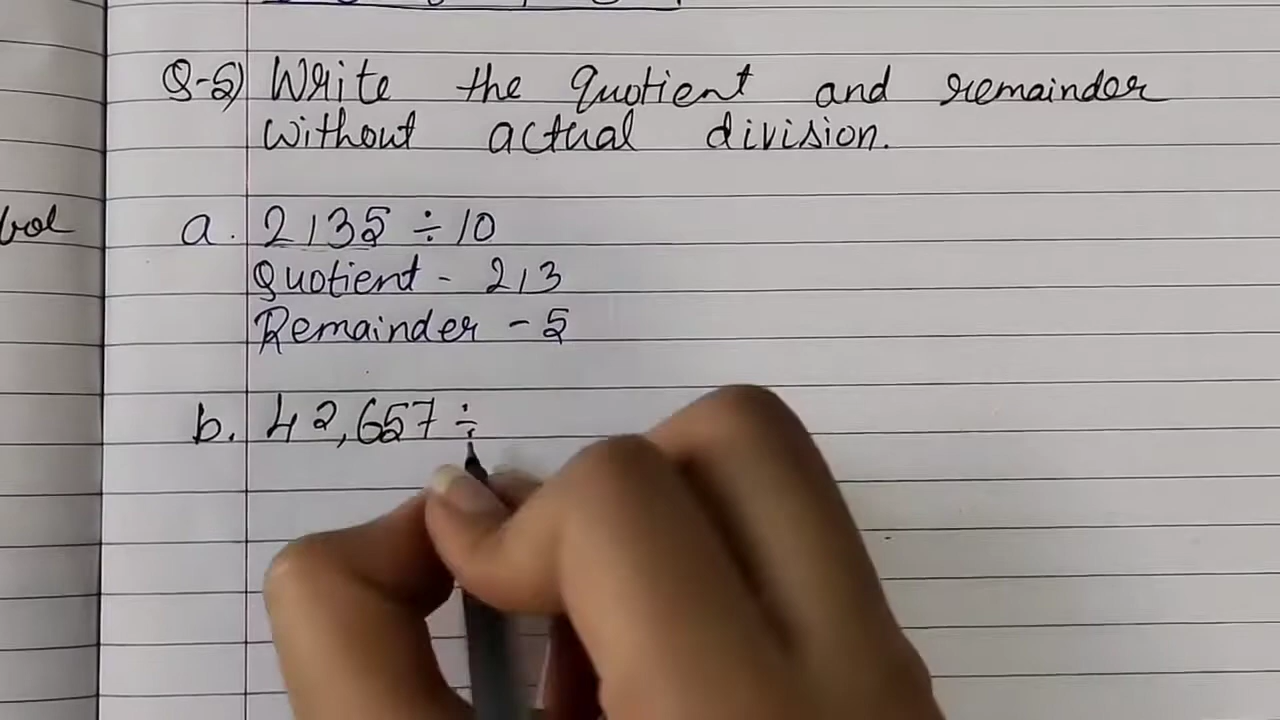 Q-5) Write the quotient and remainder
without actual division.
a. 2135 ÷ 10
Quotient - 213
Remainder - 5
b. 42,657 ÷